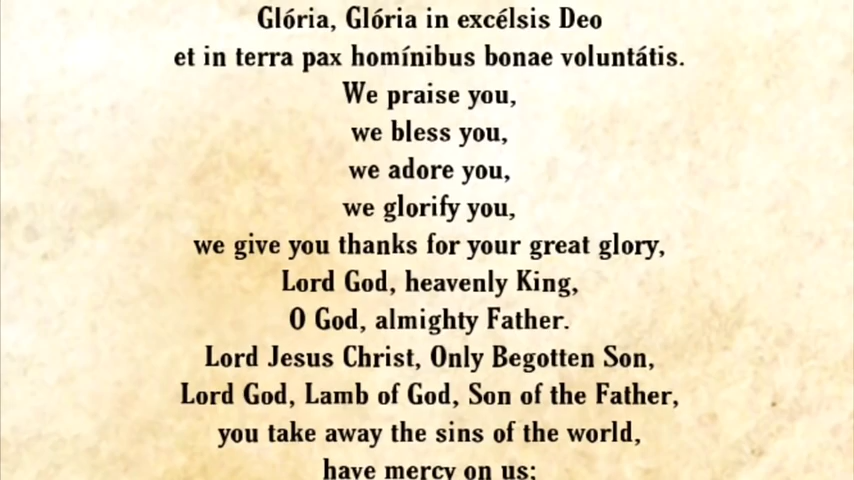 Glória, Glória in excélsis Deo
et in terra pax homínibus bonae voluntátis.
We praise you,
we bless you,
we adore you,
we glorify you,
we give you thanks for your great glory,
Lord God, heavenly King,
O God, almighty Father.
Lord Jesus Christ, Only Begotten Son,
Lord God, Lamb of God, Son of the Father,
you take away the sins of the world,
have mercy on us;